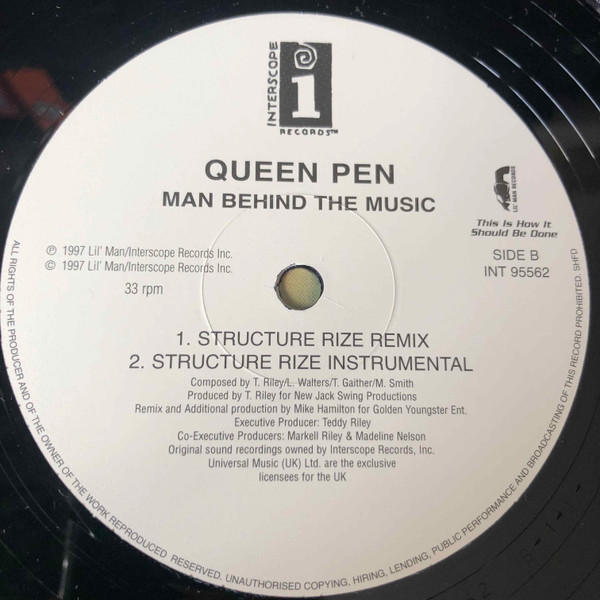 INTERSCOPE
i
RECORDS™
QUEEN PEN
MAN BEHIND THE MUSIC
LIL' MAN RECORDS
This Is How It
Should Be Done
℗ 1997 Lil' Man/Interscope Records Inc.
© 1997 Lil' Man/Interscope Records Inc.
SIDE B
INT 95562
33 rpm
1. STRUCTURE RIZE REMIX
2. STRUCTURE RIZE INSTRUMENTAL
Composed by T. Riley/L. Walters/T. Gaither/M. Smith
Produced by T. Riley for New Jack Swing Productions
Remix and Additional production by Mike Hamilton for Golden Youngster Ent.
Executive Producer: Teddy Riley
Co-Executive Producers: Markell Riley & Madeline Nelson
Original sound recordings owned by Interscope Records, Inc.
Universal Music (UK) Ltd. are the exclusive
licensees for the UK
ALL RIGHTS OF THE PRODUCER AND OF THE OWNER OF THE WORK REPRODUCED RESERVED. UNAUTHORISED COPYING, HIRING, LENDING, PUBLIC PERFORMANCE AND BROADCASTING OF THIS RECORD PROHIBITED. SHFD